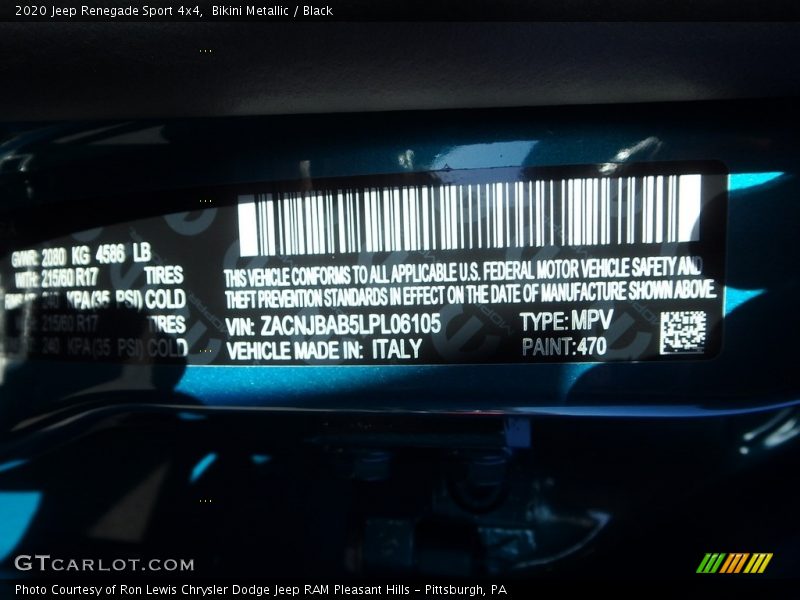 2020 Jeep Renegade Sport 4x4,  Bikini Metallic / Black
GVWR: 2080 KG 4586 LB
WITH: 215/60 R17 TIRES
KPA(35 PSI) COLD
215/60 R17 TIRES
240 KPA(35 PSI) COLD
THIS VEHICLE CONFORMS TO ALL APPLICABLE U.S. FEDERAL MOTOR VEHICLE SAFETY AND
THEFT PREVENTION STANDARDS IN EFFECT ON THE DATE OF MANUFACTURE SHOWN ABOVE.
VIN: ZACNJBAB5LPL06105 TYPE: MPV
VEHICLE MADE IN: ITALY PAINT:470
GTCARLOT.COM
Photo Courtesy of Ron Lewis Chrysler Dodge Jeep RAM Pleasant Hills - Pittsburgh, PA